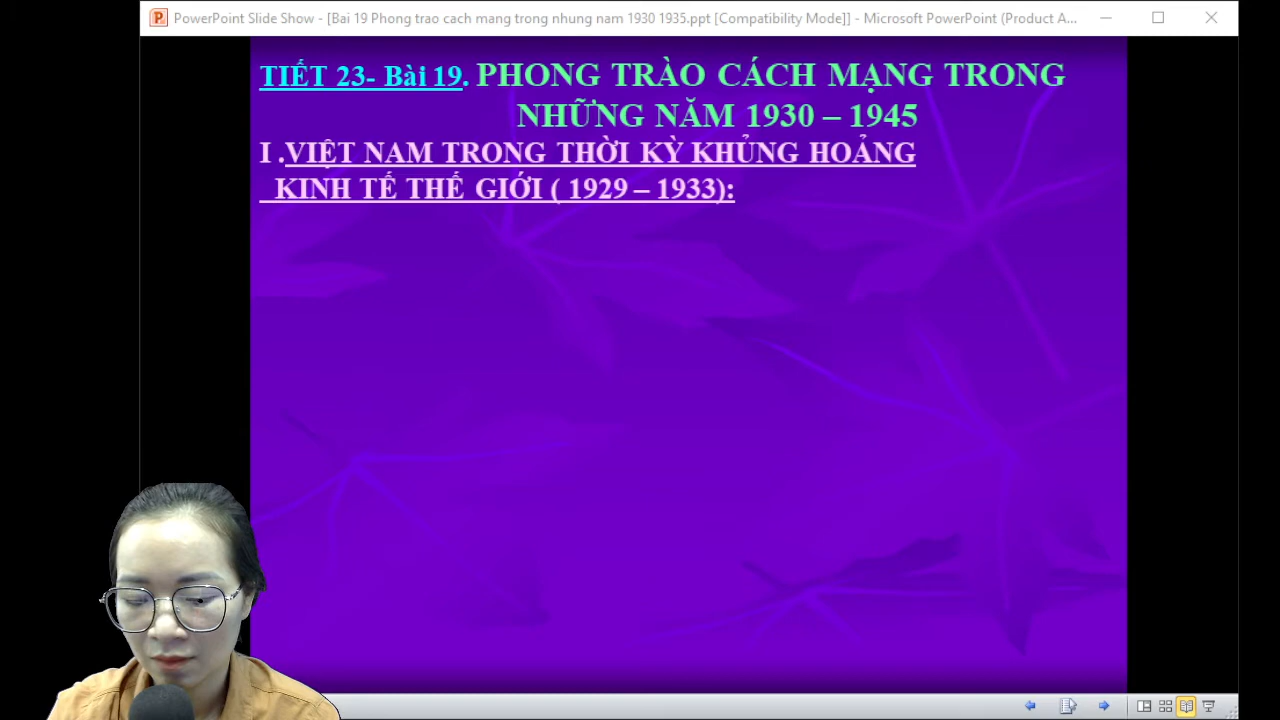 PowerPoint Slide Show - [Bai 19 Phong trao cach mang trong nhung nam 1930 1935.ppt [Compatibility Mode]] - Microsoft PowerPoint (Product A...
TIẾT 23- Bài 19. PHONG TRÀO CÁCH MẠNG TRONG
NHỮNG NĂM 1930 – 1945
I .VIỆT NAM TRONG THỜI KỲ KHỦNG HOẢNG
KINH TẾ THẾ GIỚI ( 1929 – 1933):